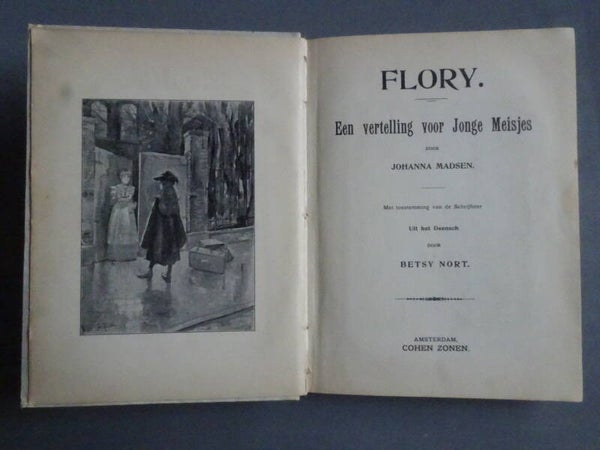 FLORY.
Een vertelling voor Jonge Meisjes
DOOR
JOHANNA MADSEN.
Met toestemming van de Schrijfster
Uit het Deensch
DOOR
BETSY NORT.
AMSTERDAM,
COHEN ZONEN.